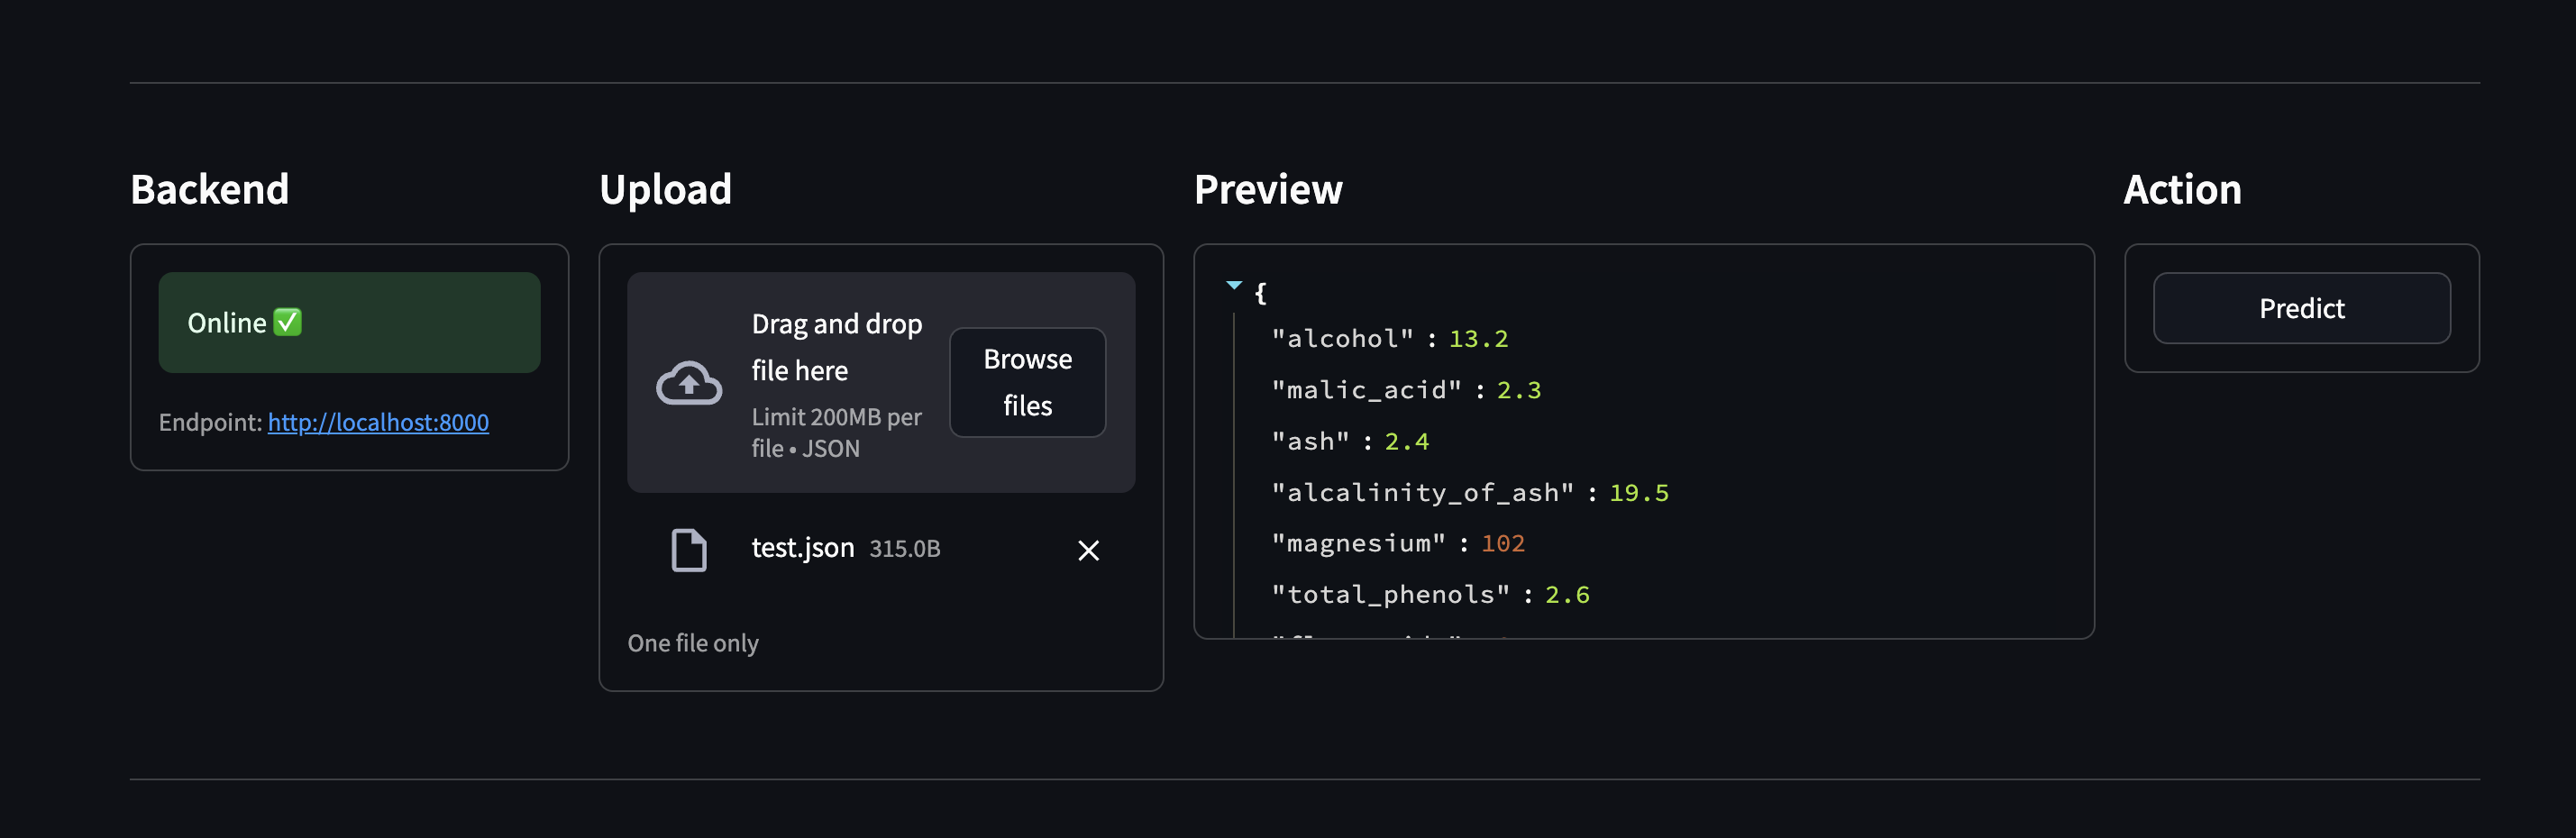 Backend
Online ✅
Endpoint: http://localhost:8000
Upload
Drag and drop
file here
Limit 200MB per
file • JSON
Browse
files
test.json 315.0B
One file only
Preview
{
"alcohol" : 13.2
"malic_acid" : 2.3
"ash" : 2.4
"alcalinity_of_ash" : 19.5
"magnesium" : 102
"total_phenols" : 2.6
Action
Predict